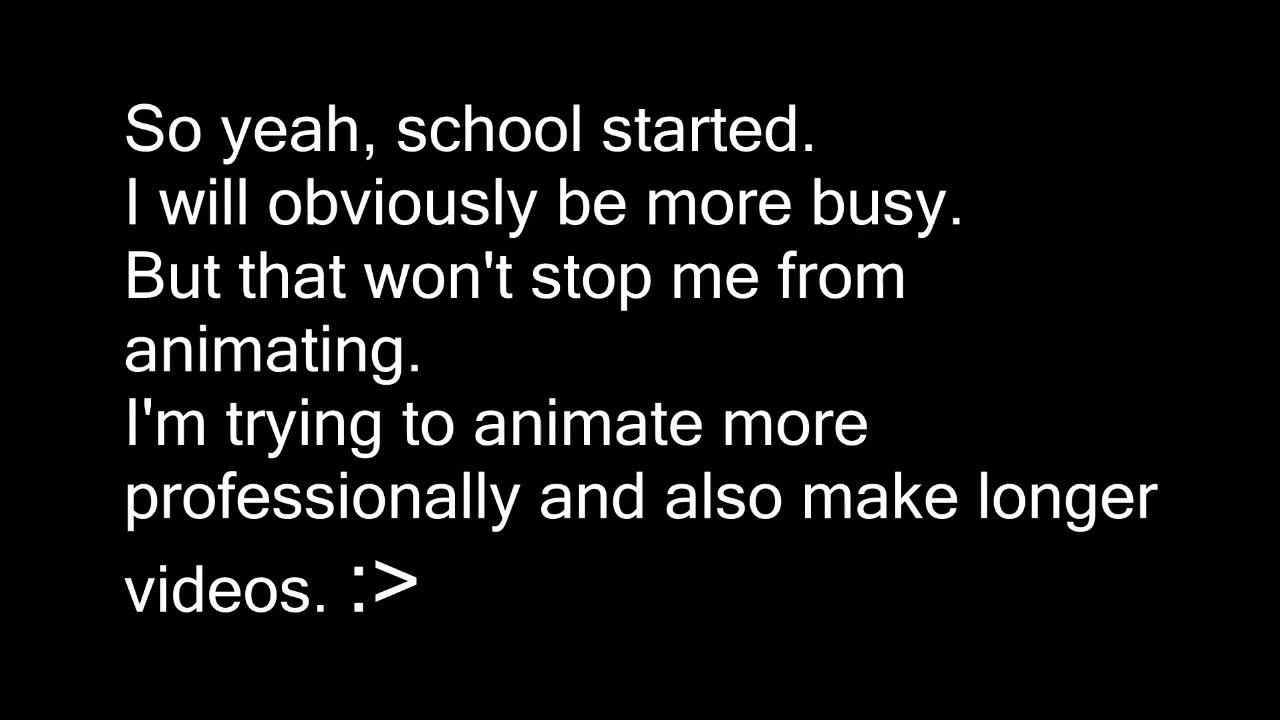 So yeah, school started.
I will obviously be more busy.
But that won't stop me from
animating.
I'm trying to animate more
professionally and also make longer
videos. :>